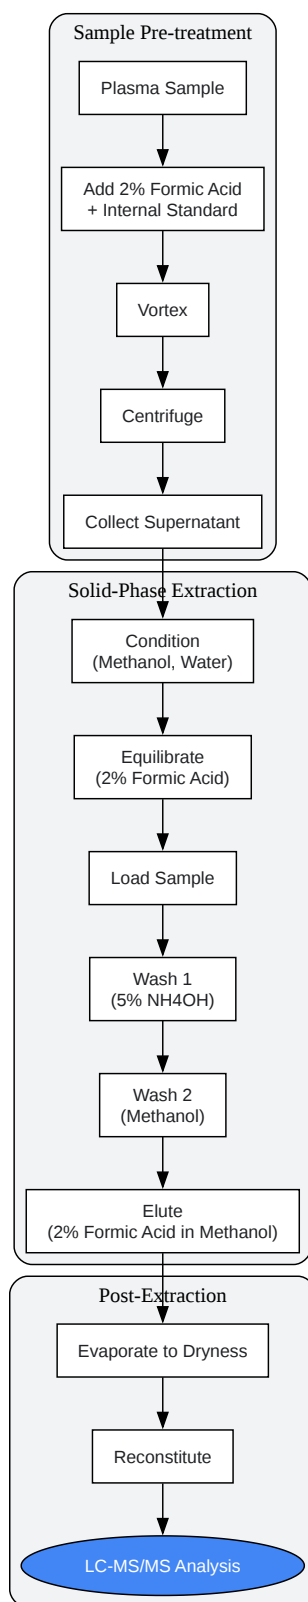 Sample Pre-treatment
Plasma Sample
Add 2% Formic Acid
+ Internal Standard
Vortex
Centrifuge
Collect Supernatant
Solid-Phase Extraction
Condition
(Methanol, Water)
Equilibrate
(2% Formic Acid)
Load Sample
Wash 1
(5% NH4OH)
Wash 2
(Methanol)
Elute
(2% Formic Acid in Methanol)
Post-Extraction
Evaporate to Dryness
Reconstitute
LC-MS/MS Analysis